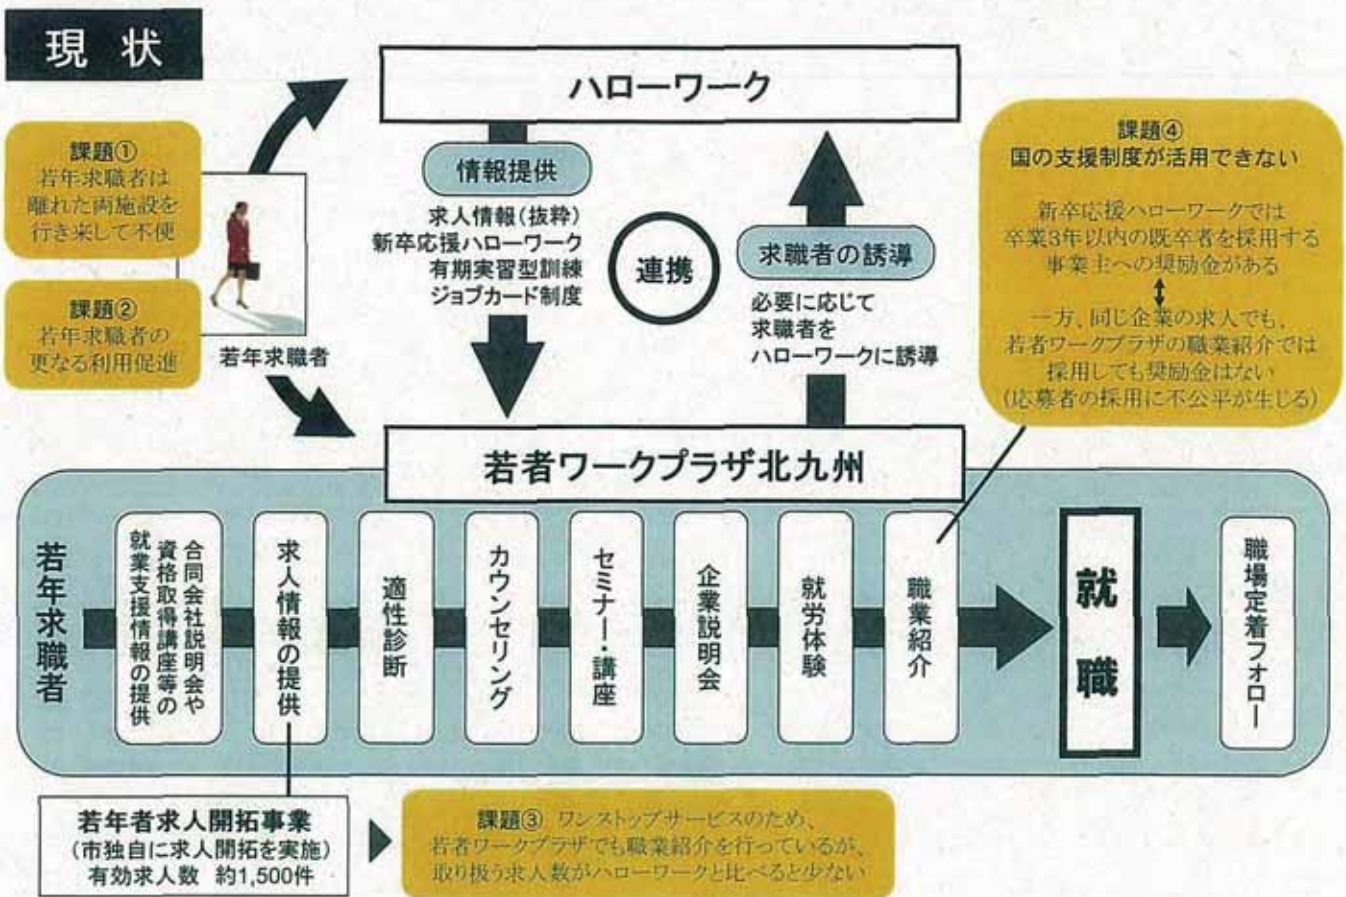 現状
ハローワーク
課題①
若年求職者は
離れた両施設を
行き来して不便
課題②
若年求職者の
更なる利用促進
若年求職者
情報提供
求人情報(抜粋)
新卒応援ハローワーク
有期実習型訓練
ジョブカード制度
連携
求職者の誘導
必要に応じて
求職者を
ハローワークに誘導
課題④
国の支援制度が活用できない
新卒応援ハローワークでは
卒業3年以内の既卒者を採用する
事業主への奨励金がある
一方、同じ企業の求人でも、
若者ワークプラザの職業紹介では
採用しても奨励金はない
(応募者の採用に不公平が生じる)
若者ワークプラザ北九州
若年求職者
合同会社説明会や
資格取得講座等の
就業支援情報の提供
求人情報の提供
適性診断
カウンセリング
セミナー・講座
企業説明会
就労体験
職業紹介
就職
職場定着フォロー
若年者求人開拓事業
(市独自に求人開拓を実施)
有効求人数 約1,500件
課題③ ワンストップサービスのため、
若者ワークプラザでも職業紹介を行っているが、
取り扱う求人数がハローワークと比べると少ない